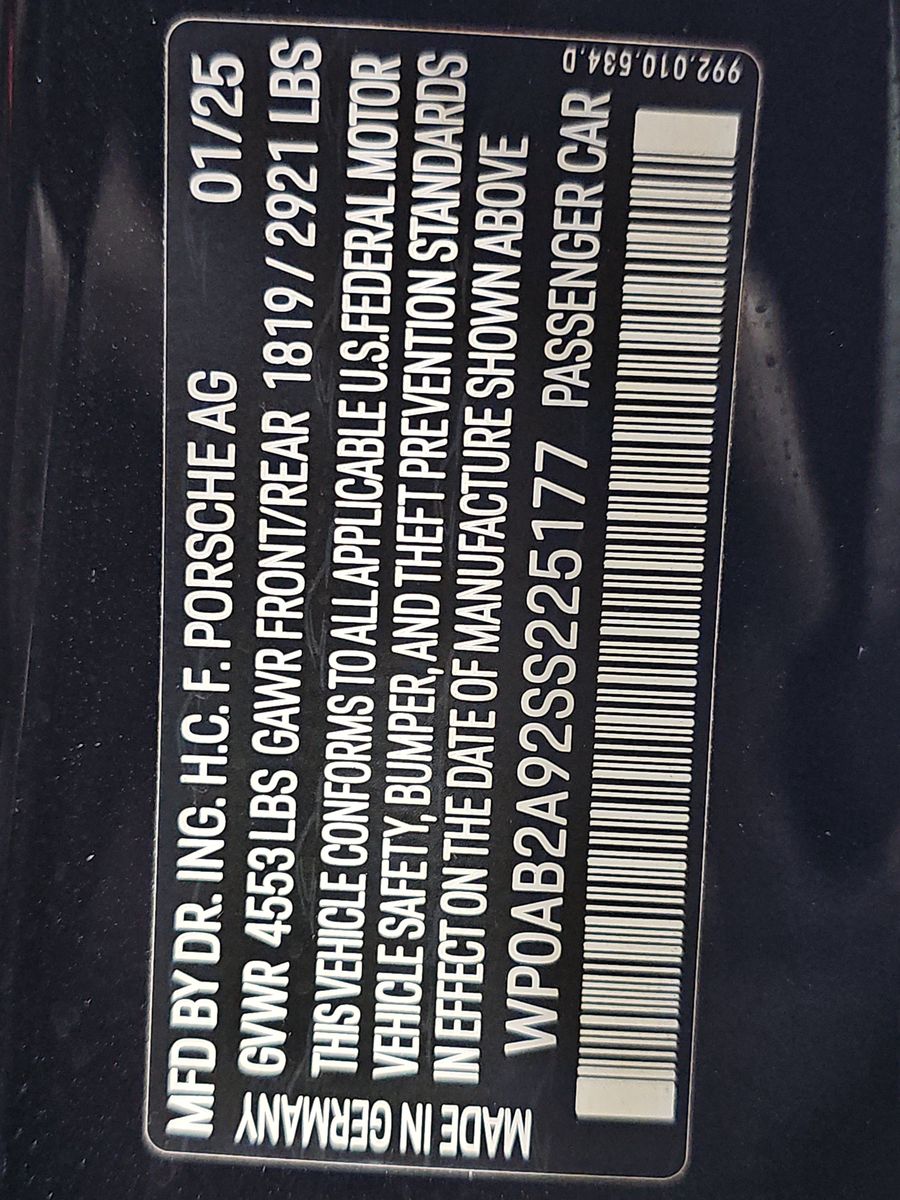 MFD BY DR. ING. H.C. F. PORSCHE AG 01/25
GVWR 4553 LBS GAWR FRONT/REAR 1819 / 2921 LBS
THIS VEHICLE CONFORMS TO ALL APPLICABLE U.S. FEDERAL MOTOR
VEHICLE SAFETY, BUMPER, AND THEFT PREVENTION STANDARDS
IN EFFECT ON THE DATE OF MANUFACTURE SHOWN ABOVE
WP0AB2A92SS225177 PASSENGER CAR
MADE IN GERMANY
992.010.634.D